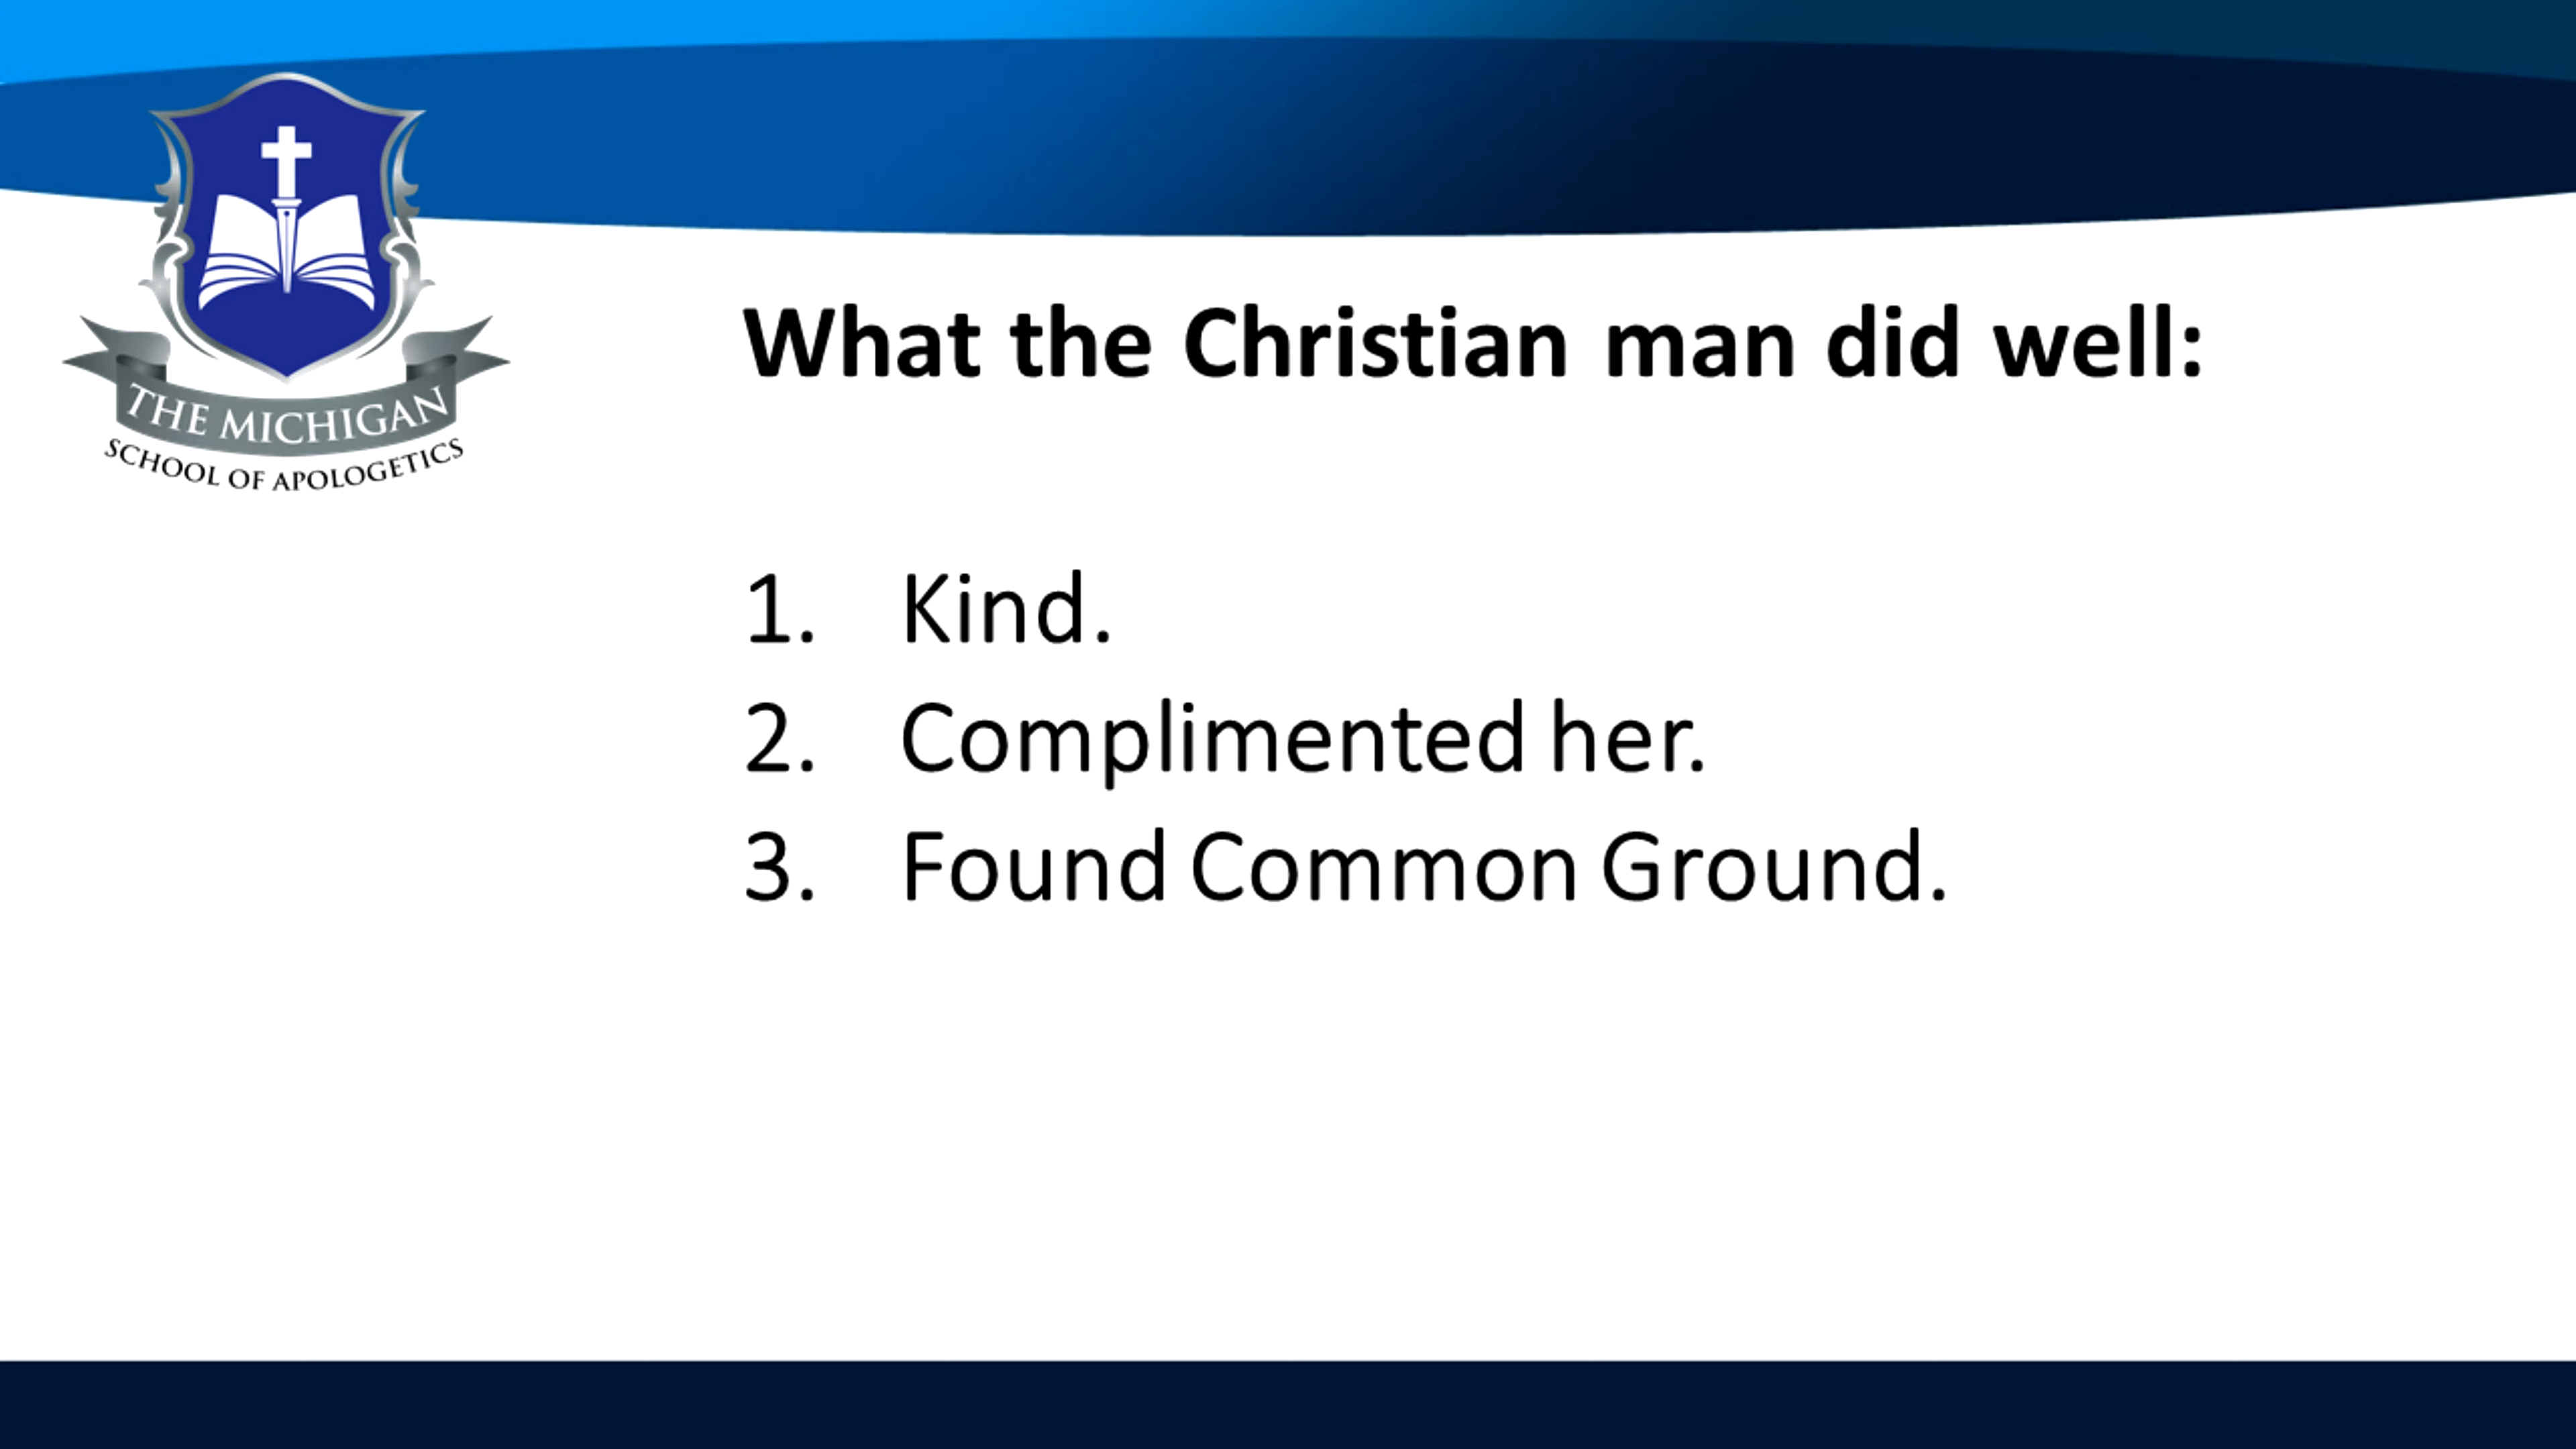 THE MICHIGAN
SCHOOL OF APOLOGETICS
What the Christian man did well:
1. Kind.
2. Complimented her.
3. Found Common Ground.